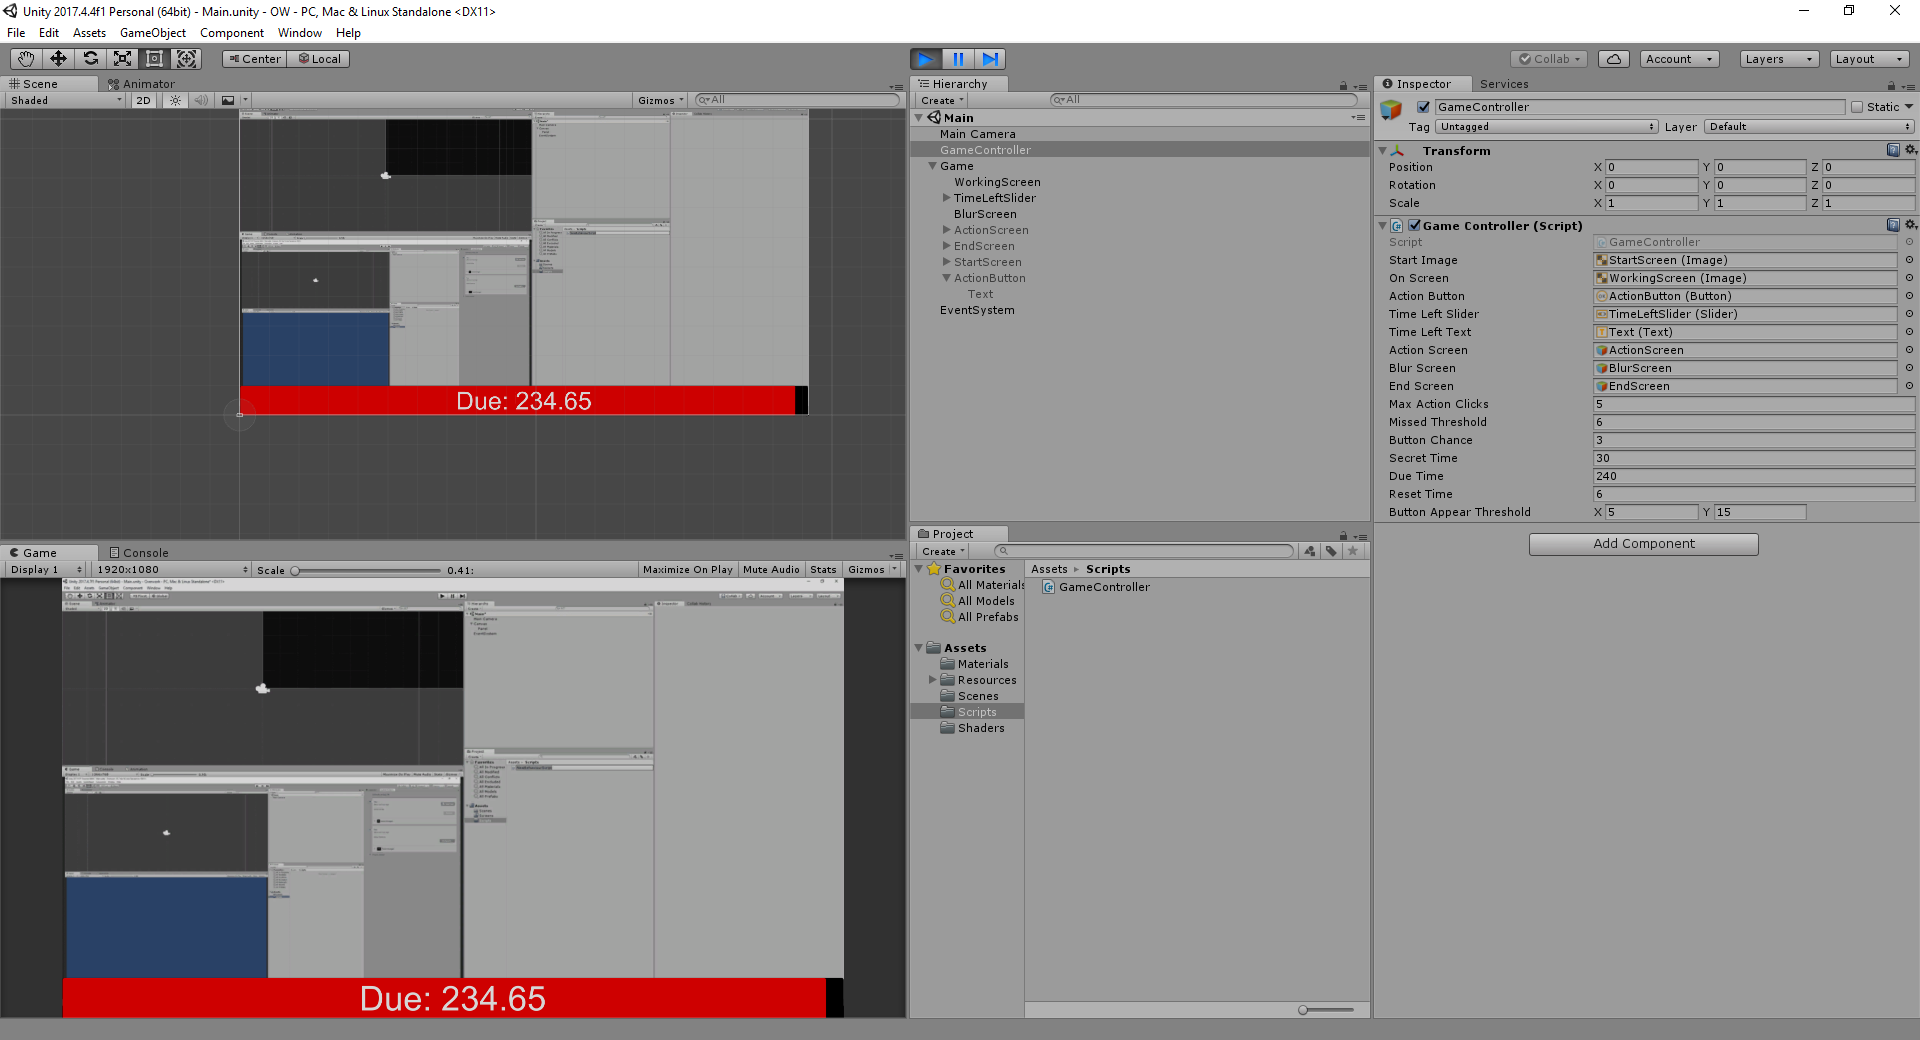 Unity 2017.4.4f1 Personal (64bit) - Main.unity - OW - PC, Mac & Linux Standalone <DX11>
File Edit Assets GameObject Component Window Help
Center Local
Collab Account Layers Layout
Scene Animator
Shaded 2D Gizmos All
Due: 234.65
Game Console
Display 1 1920x1080 Scale 0.41: Maximize On Play Mute Audio Stats Gizmos
Due: 234.65
Hierarchy
Create All
Main
Main Camera
GameController
Game
WorkingScreen
TimeLeftSlider
BlurScreen
ActionScreen
EndScreen
StartScreen
ActionButton
Text
EventSystem
Project
Create
Favorites
All Materials
All Models
All Prefabs
Assets
Materials
Resources
Scenes
Scripts
Shaders
Assets Scripts
GameController
Inspector Services
GameController Static
Tag Untagged Layer Default
Transform
Position X 0 Y 0 Z 0
Rotation X 0 Y 0 Z 0
Scale X 1 Y 1 Z 1
Game Controller (Script)
Script GameController
Start Image StartScreen (Image)
On Screen WorkingScreen (Image)
Action Button ActionButton (Button)
Time Left Slider TimeLeftSlider (Slider)
Time Left Text Text (Text)
Action Screen ActionScreen
Blur Screen BlurScreen
End Screen EndScreen
Max Action Clicks 5
Missed Threshold 6
Button Chance 3
Secret Time 30
Due Time 240
Reset Time 6
Button Appear Threshold X 5 Y 15
Add Component